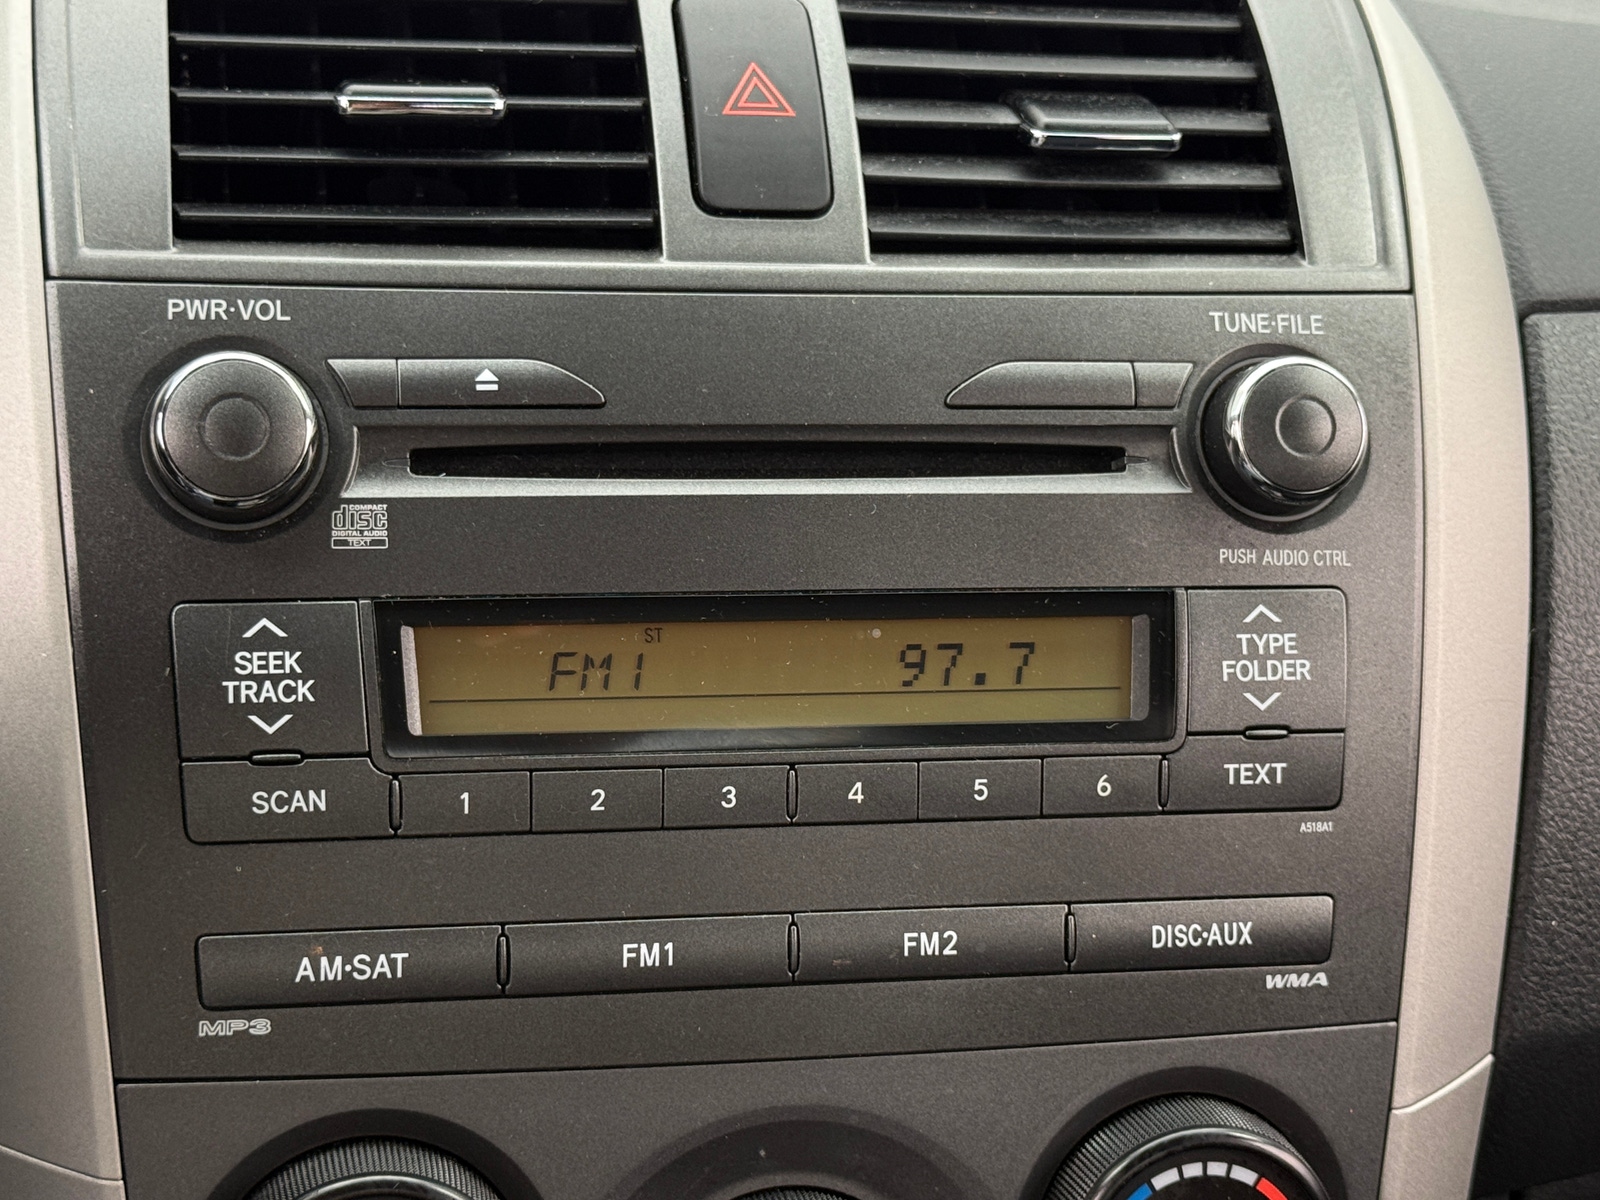 PWR·VOL
TUNE·FILE
COMPACT
disc
DIGITAL AUDIO
TEXT
PUSH AUDIO CTRL
SEEK
TRACK
ST
FM1
97.7
TYPE
FOLDER
SCAN
1
2
3
4
5
6
TEXT
A518A1
AM·SAT
FM1
FM2
DISC·AUX
MP3
WMA